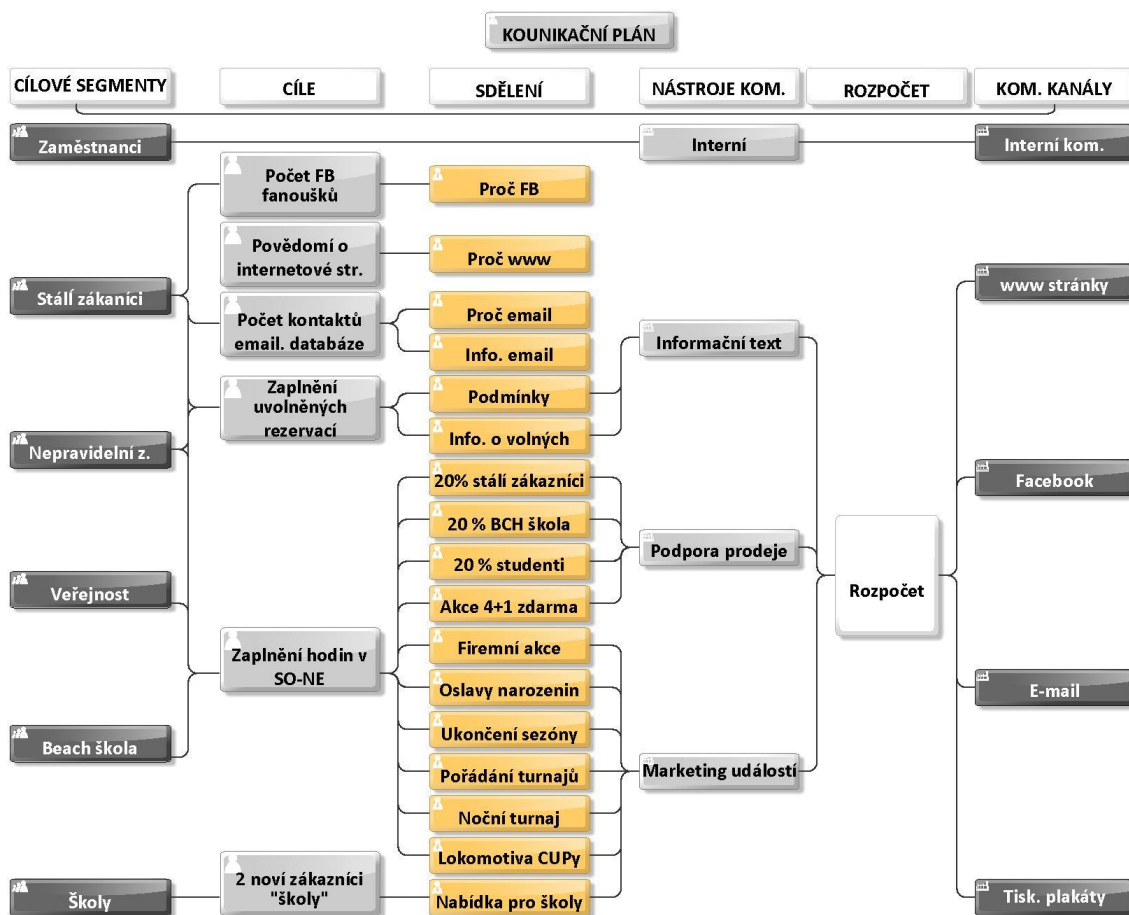 KOUNIKAČNÍ PLÁN
CÍLOVÉ SEGMENTY
CÍLE
SDĚLENÍ
NÁSTROJE KOM.
ROZPOČET
KOM. KANÁLY
Zaměstnanci
Interní
Interní kom.
Počet FB
fanoušků
Proč FB
Povědomí o
internetové str.
Proč www
Stálí zákaníci
www stránky
Počet kontaktů
email. databáze
Proč email
Info. email
Informační text
Zaplnění
uvolněných
rezervací
Podmínky
Info. o volných
Nepravidelní z.
Facebook
20% stálí zákazníci
20 % BCH škola
20 % studenti
Akce 4+1 zdarma
Podpora prodeje
Rozpočet
Veřejnost
Zaplnění hodin v
SO-NE
Firemní akce
Oslavy narozenin
Ukončení sezóny
Pořádání turnajů
Noční turnaj
Lokomotiva CUPy
Marketing událostí
E-mail
Beach škola
Školy
2 noví zákazníci
"školy"
Nabídka pro školy
Tisk. plakáty